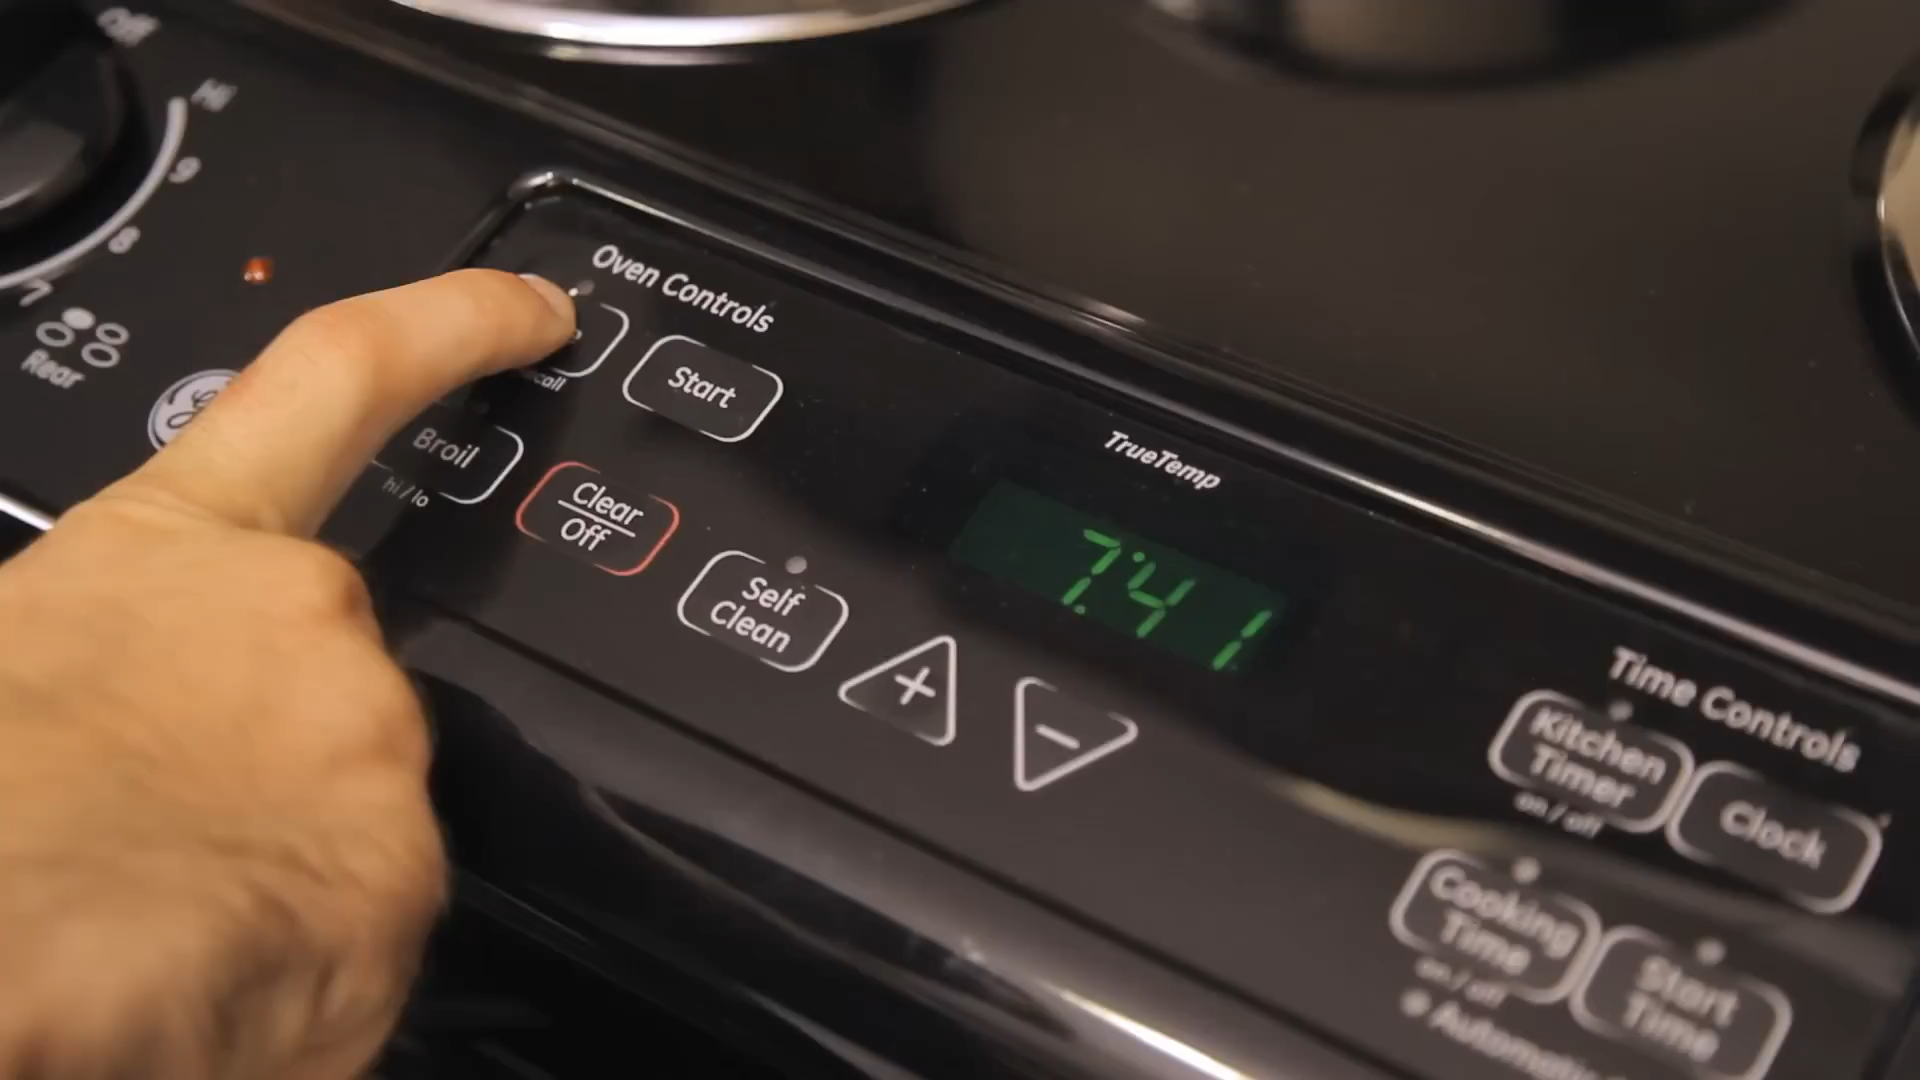 off
Hi
9
8
7
Rear
Oven Controls
Start
Broil
hi / lo
Clear
Off
Self
Clean
+
−
TrueTemp
7:41
Time Controls
Kitchen
Timer
on / off
Clock
Cooking
Time
on / off
Start
Time